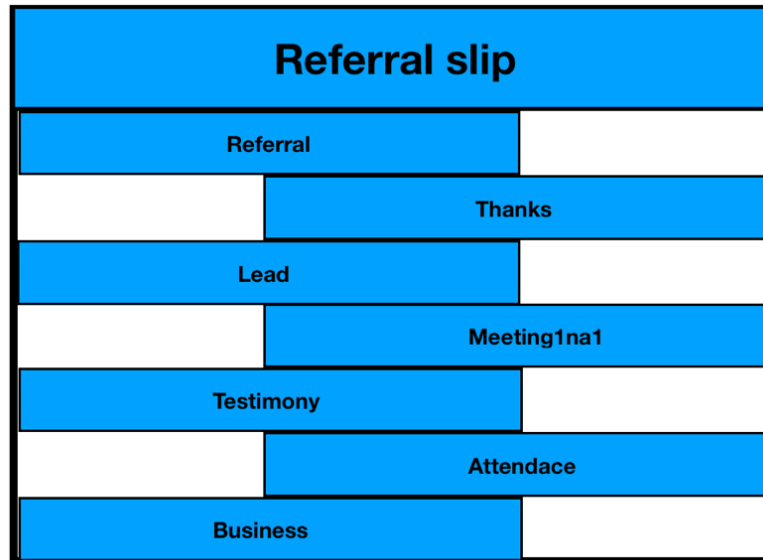 Referral slip
Referral
Thanks
Lead
Meeting1na1
Testimony
Attendace
Business